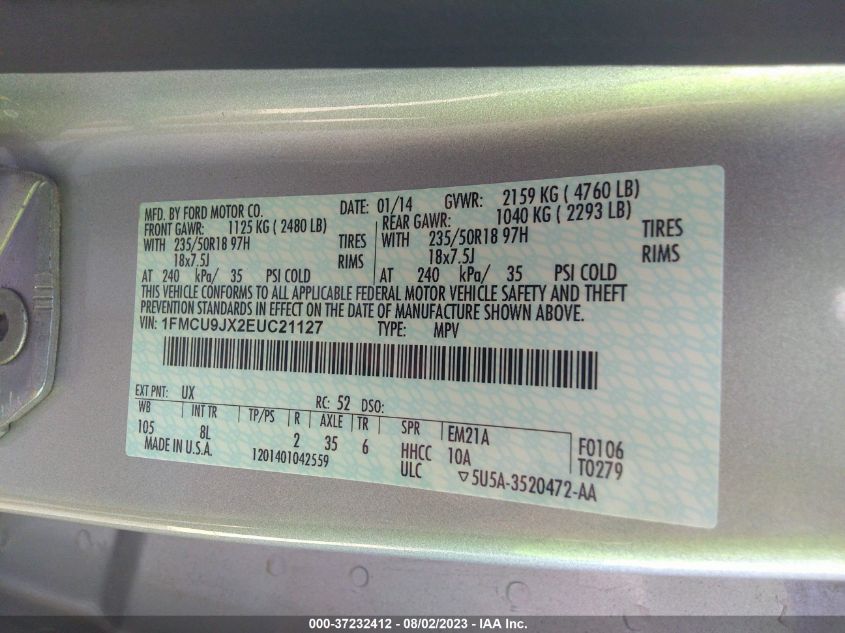 MFD. BY FORD MOTOR CO. DATE: 01/14 GVWR: 2159 KG ( 4760 LB)
FRONT GAWR: 1125 KG ( 2480 LB) REAR GAWR: 1040 KG ( 2293 LB)
WITH 235/50R18 97H TIRES WITH 235/50R18 97H TIRES
18x7.5J RIMS 18x7.5J RIMS
AT 240 kPa/ 35 PSI COLD AT 240 kPa/ 35 PSI COLD
THIS VEHICLE CONFORMS TO ALL APPLICABLE FEDERAL MOTOR VEHICLE SAFETY AND THEFT
PREVENTION STANDARDS IN EFFECT ON THE DATE OF MANUFACTURE SHOWN ABOVE.
VIN: 1FMCU9JX2EUC21127 TYPE: MPV
EXT PNT: UX RC: 52 DSO:
WB INT TR TP/PS R AXLE TR SPR EM21A F0106
105 8L 2 35 6 HHCC 10A T0279
MADE IN U.S.A. 1201401042559 ULC ▽5U5A-3520472-AA
000-37232412 - 08/02/2023 - IAA Inc.